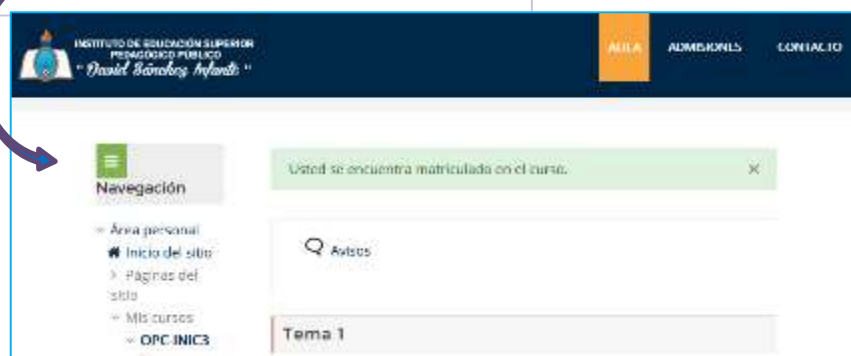 INSTITUTO DE EDUCACIÓN SUPERIOR
PEDAGÓGICO PÚBLICO
" David Sánchez Infante "
AULA
ADMISIONES
CONTACTO
Navegación
Área personal
Inicio del sitio
Páginas del
sitio
Mis cursos
OPC-INIC3
Usted se encuentra matriculado en el curso. ×
Avisos
Tema 1